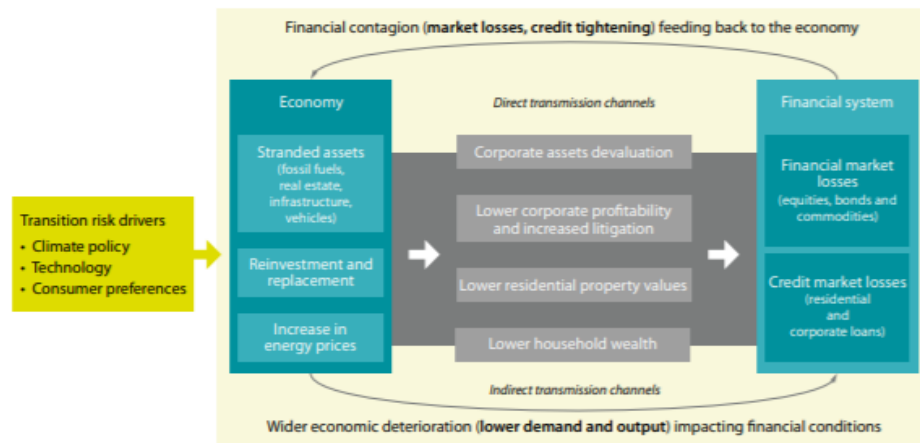 Financial contagion (market losses, credit tightening) feeding back to the economy
Economy
Direct transmission channels
Financial system
Stranded assets
(fossil fuels,
real estate,
infrastructure,
vehicles)
Corporate assets devaluation
Financial market
losses
(equities, bonds and
commodities)
Transition risk drivers
• Climate policy
• Technology
• Consumer preferences
Lower corporate profitability
and increased litigation
Reinvestment and
replacement
Lower residential property values
Credit market losses
(residential
and
corporate loans)
Increase in
energy prices
Lower household wealth
Indirect transmission channels
Wider economic deterioration (lower demand and output) impacting financial conditions